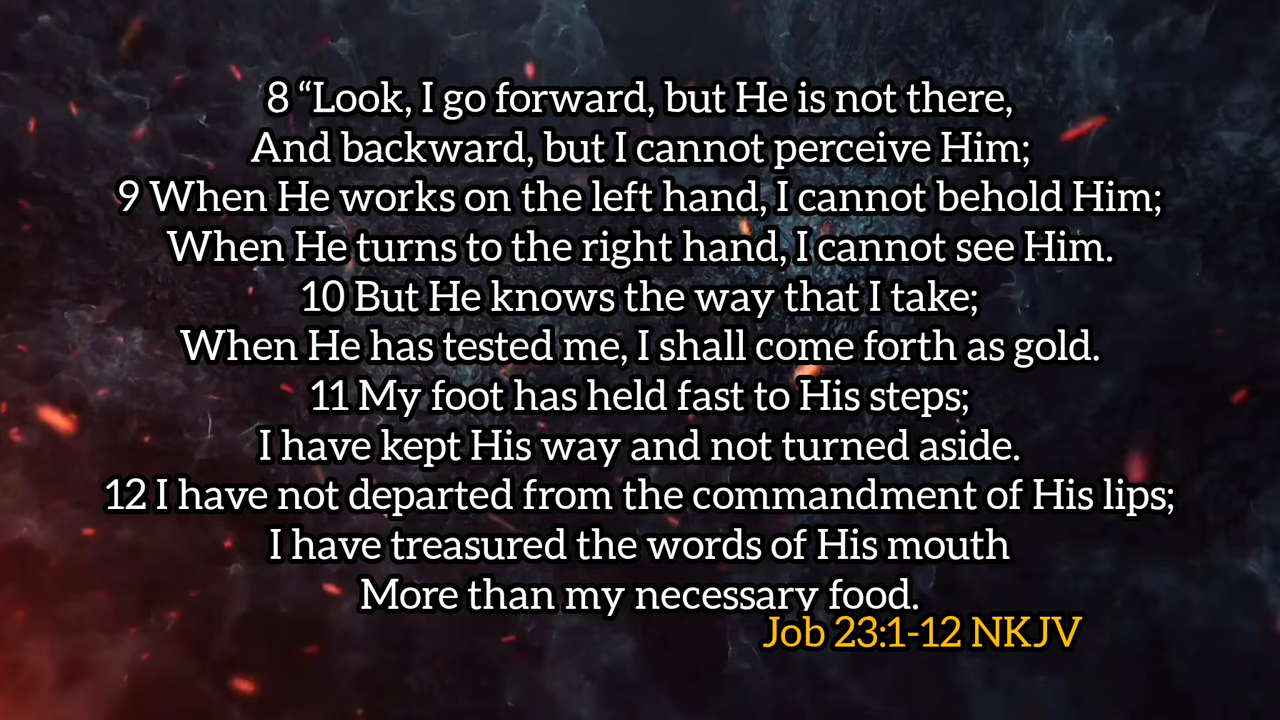 8 “Look, I go forward, but He is not there,
And backward, but I cannot perceive Him;
9 When He works on the left hand, I cannot behold Him;
When He turns to the right hand, I cannot see Him.
10 But He knows the way that I take;
When He has tested me, I shall come forth as gold.
11 My foot has held fast to His steps;
I have kept His way and not turned aside.
12 I have not departed from the commandment of His lips;
I have treasured the words of His mouth
More than my necessary food.
Job 23:1-12 NKJV